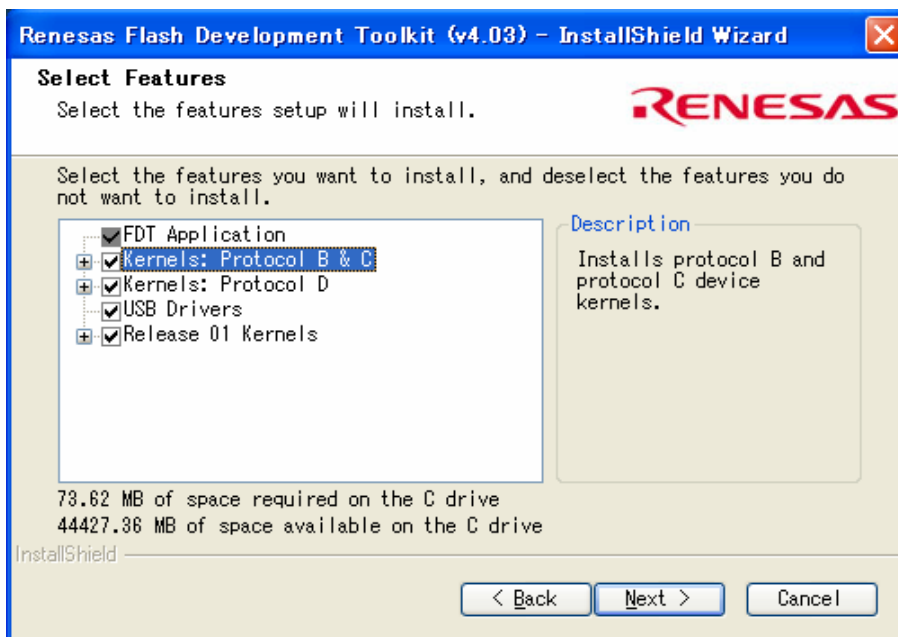 Renesas Flash Development Toolkit (v4.03) - InstallShield Wizard
Select Features
Select the features setup will install.
RENESAS
Select the features you want to install, and deselect the features you do
not want to install.
FDT Application
Kernels: Protocol B & C
Kernels: Protocol D
USB Drivers
Release 01 Kernels
Description
Installs protocol B and
protocol C device
kernels.
73.62 MB of space required on the C drive
44427.36 MB of space available on the C drive
InstallShield
< Back
Next >
Cancel